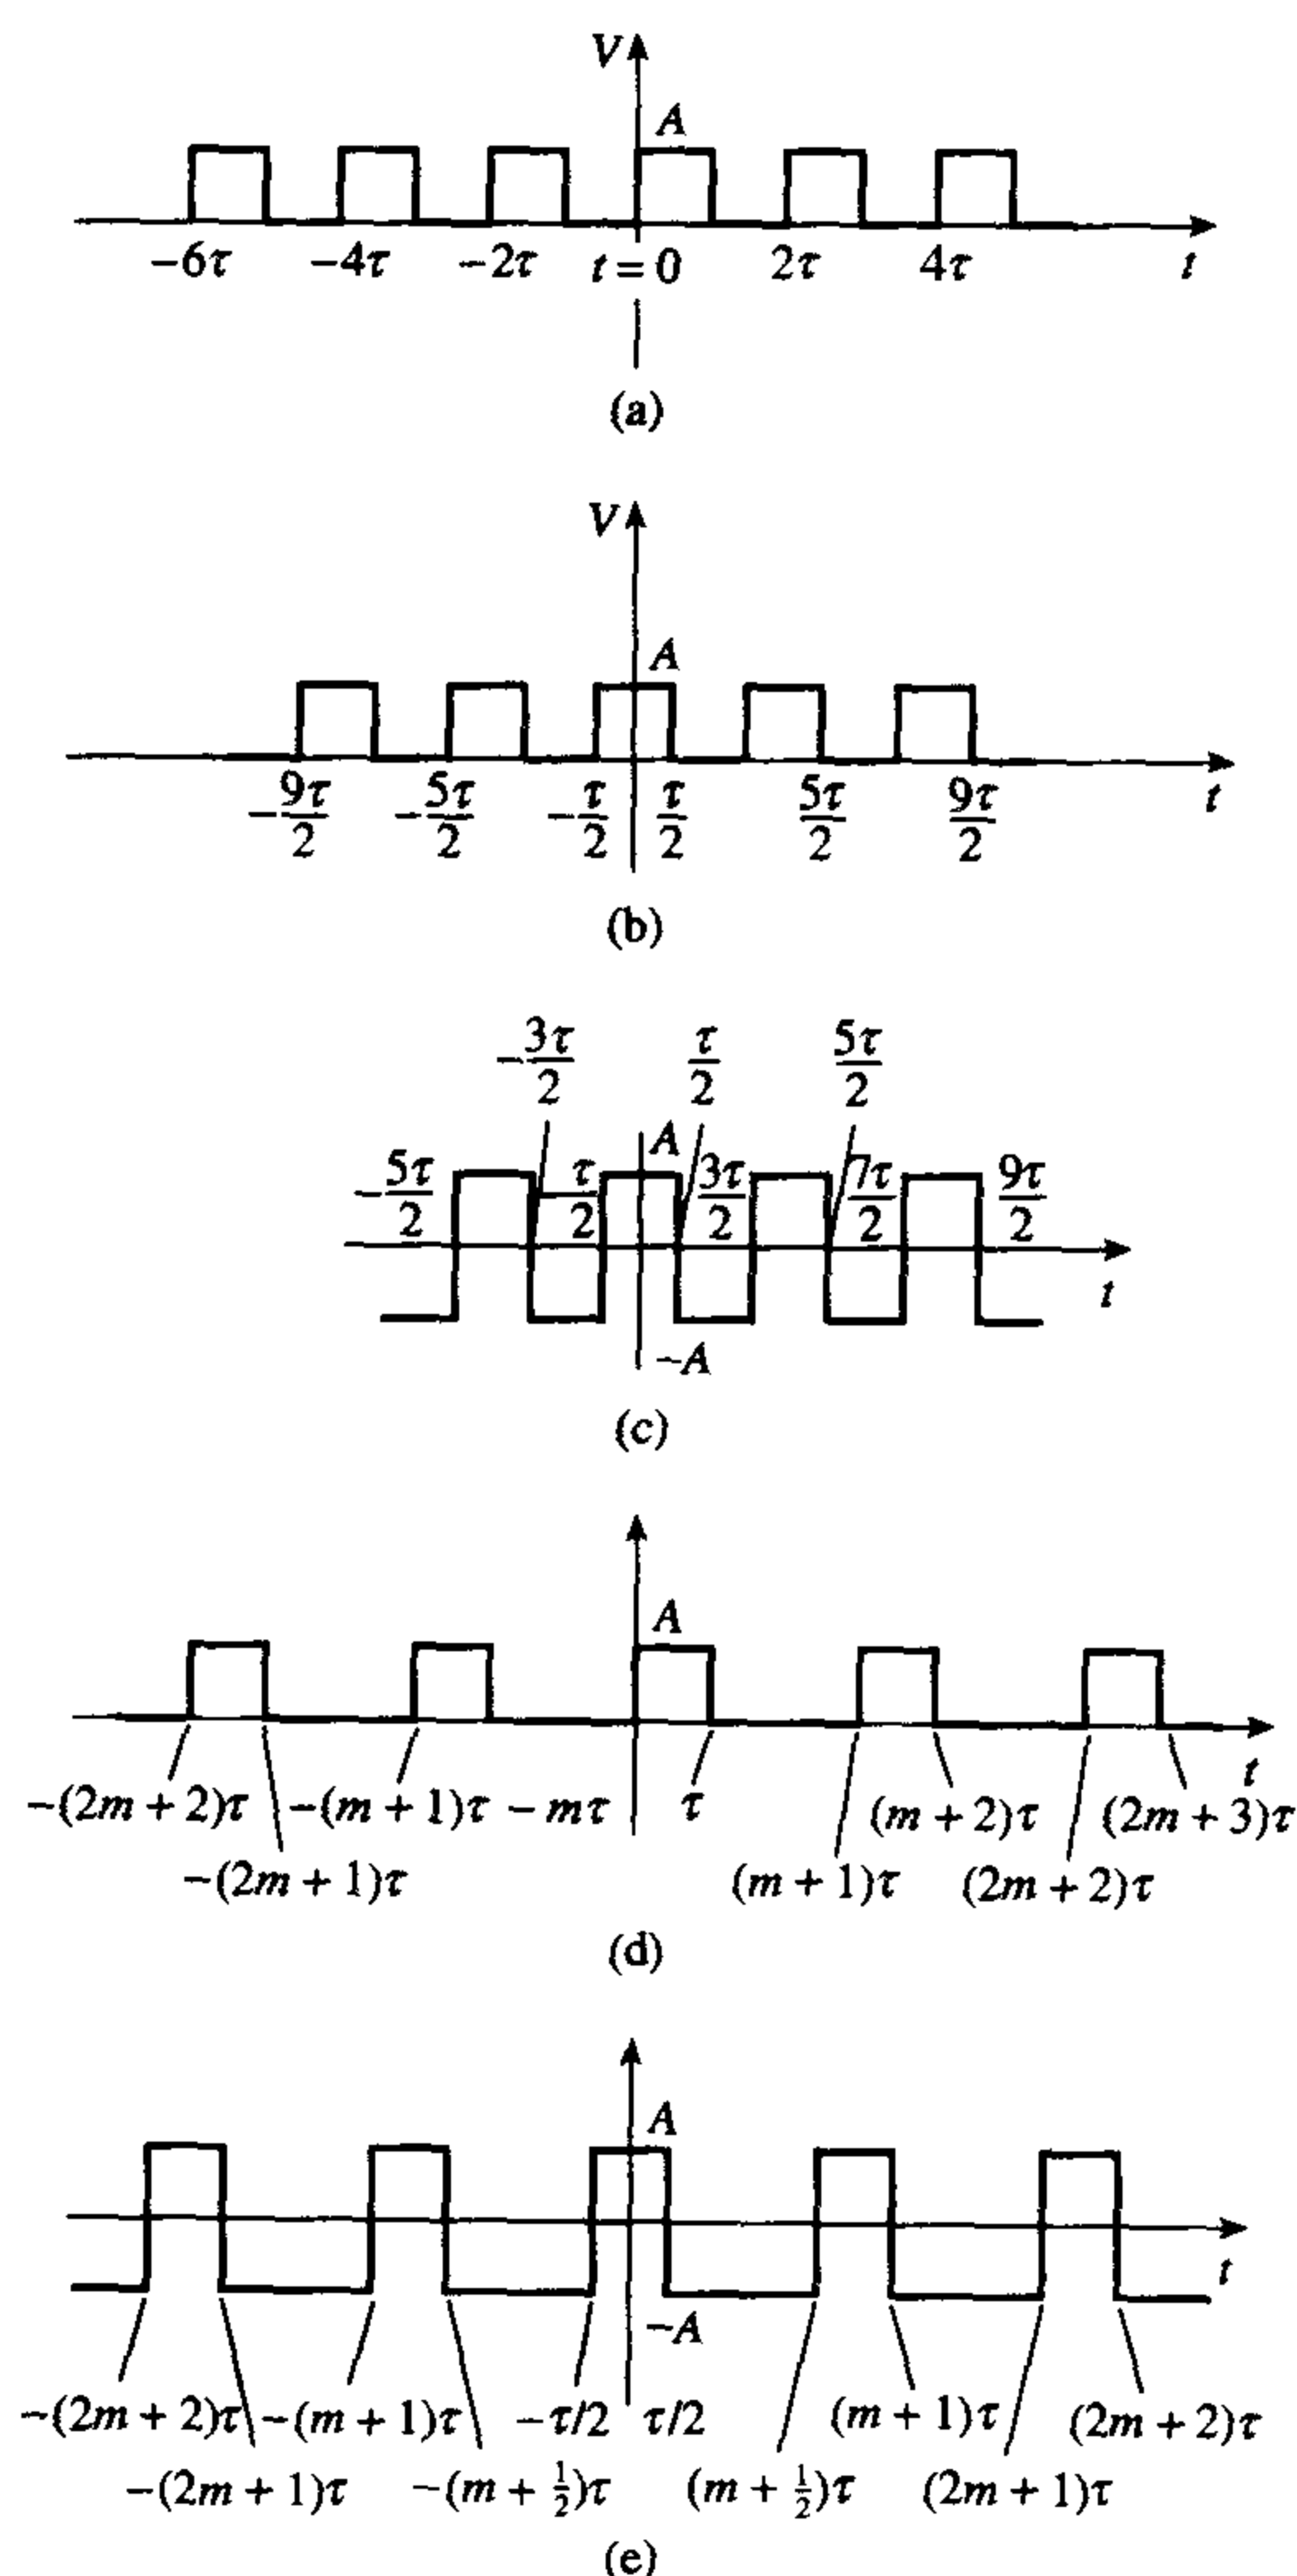 V
A
−6τ −4τ −2τ t = 0 2τ 4τ t
(a)
V
A
−9τ/2 −5τ/2 −τ/2 τ/2 5τ/2 9τ/2 t
(b)
−3τ/2 τ/2 5τ/2
A
−5τ/2 −τ/2 3τ/2 7τ/2 9τ/2
t
−A
(c)
A
t
−(2m + 2)τ −(m + 1)τ −mτ τ (m + 2)τ (2m + 3)τ
−(2m + 1)τ (m + 1)τ (2m + 2)τ
(d)
A
t
−A
−(2m + 2)τ −(m + 1)τ −τ/2 τ/2 (m + 1)τ (2m + 2)τ
−(2m + 1)τ −(m + ½)τ (m + ½)τ (2m + 1)τ
(e)